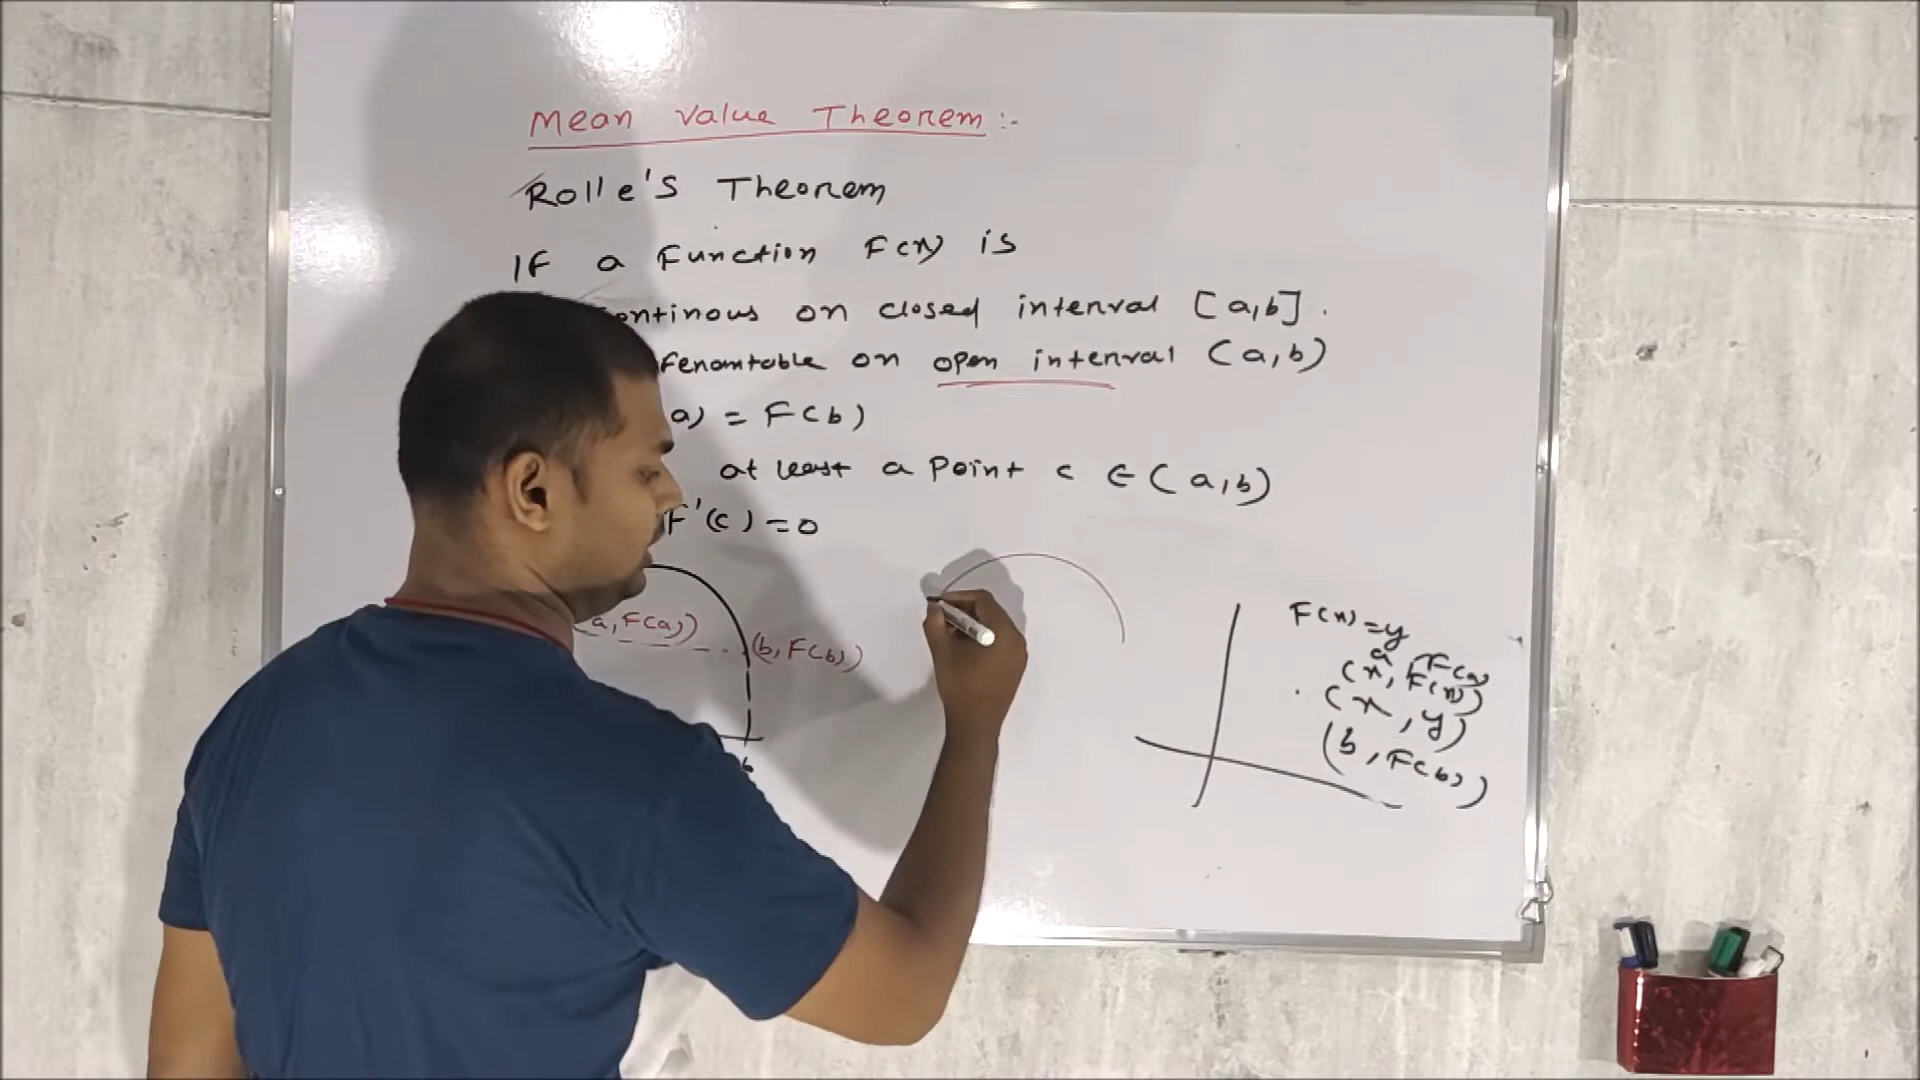 Mean Value Theorem :-
Rolle's Theorem
IF a Function F(x) is
continous on closed interval [a,b].
on open interval (a,b)
a) = F(b)
at least a Point c ∈ (a,b)
F'(c) = 0
a, F(a))
(b, F(b))
b
F(x) = y
a F(a)
(x, F(x))
(x, y)
(b, F(b))